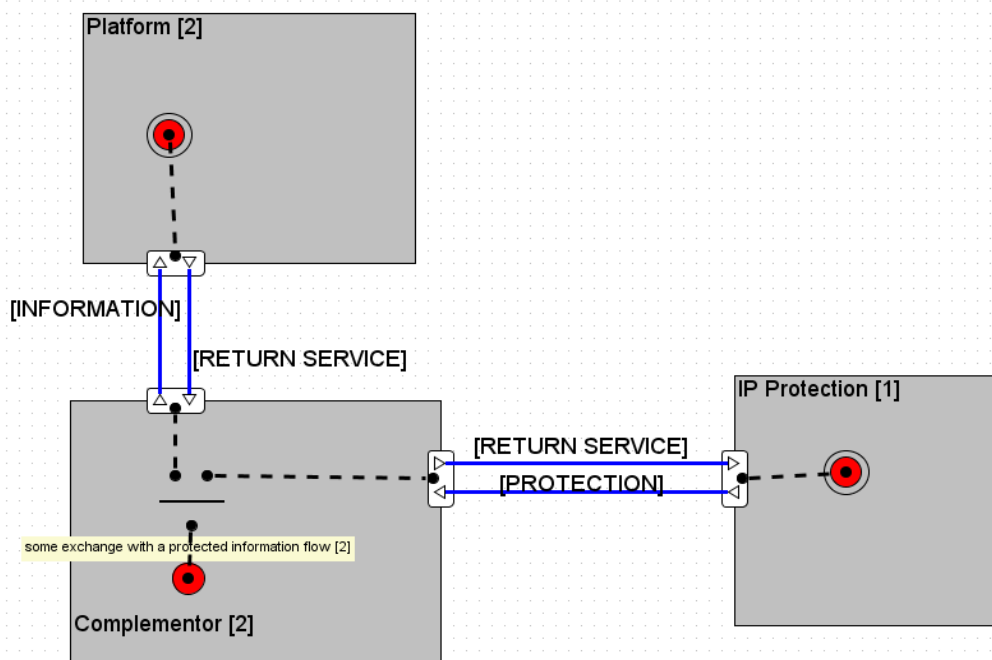 Platform [2]
[INFORMATION]
[RETURN SERVICE]
IP Protection [1]
[RETURN SERVICE]
[PROTECTION]
some exchange with a protected information flow [2]
Complementor [2]